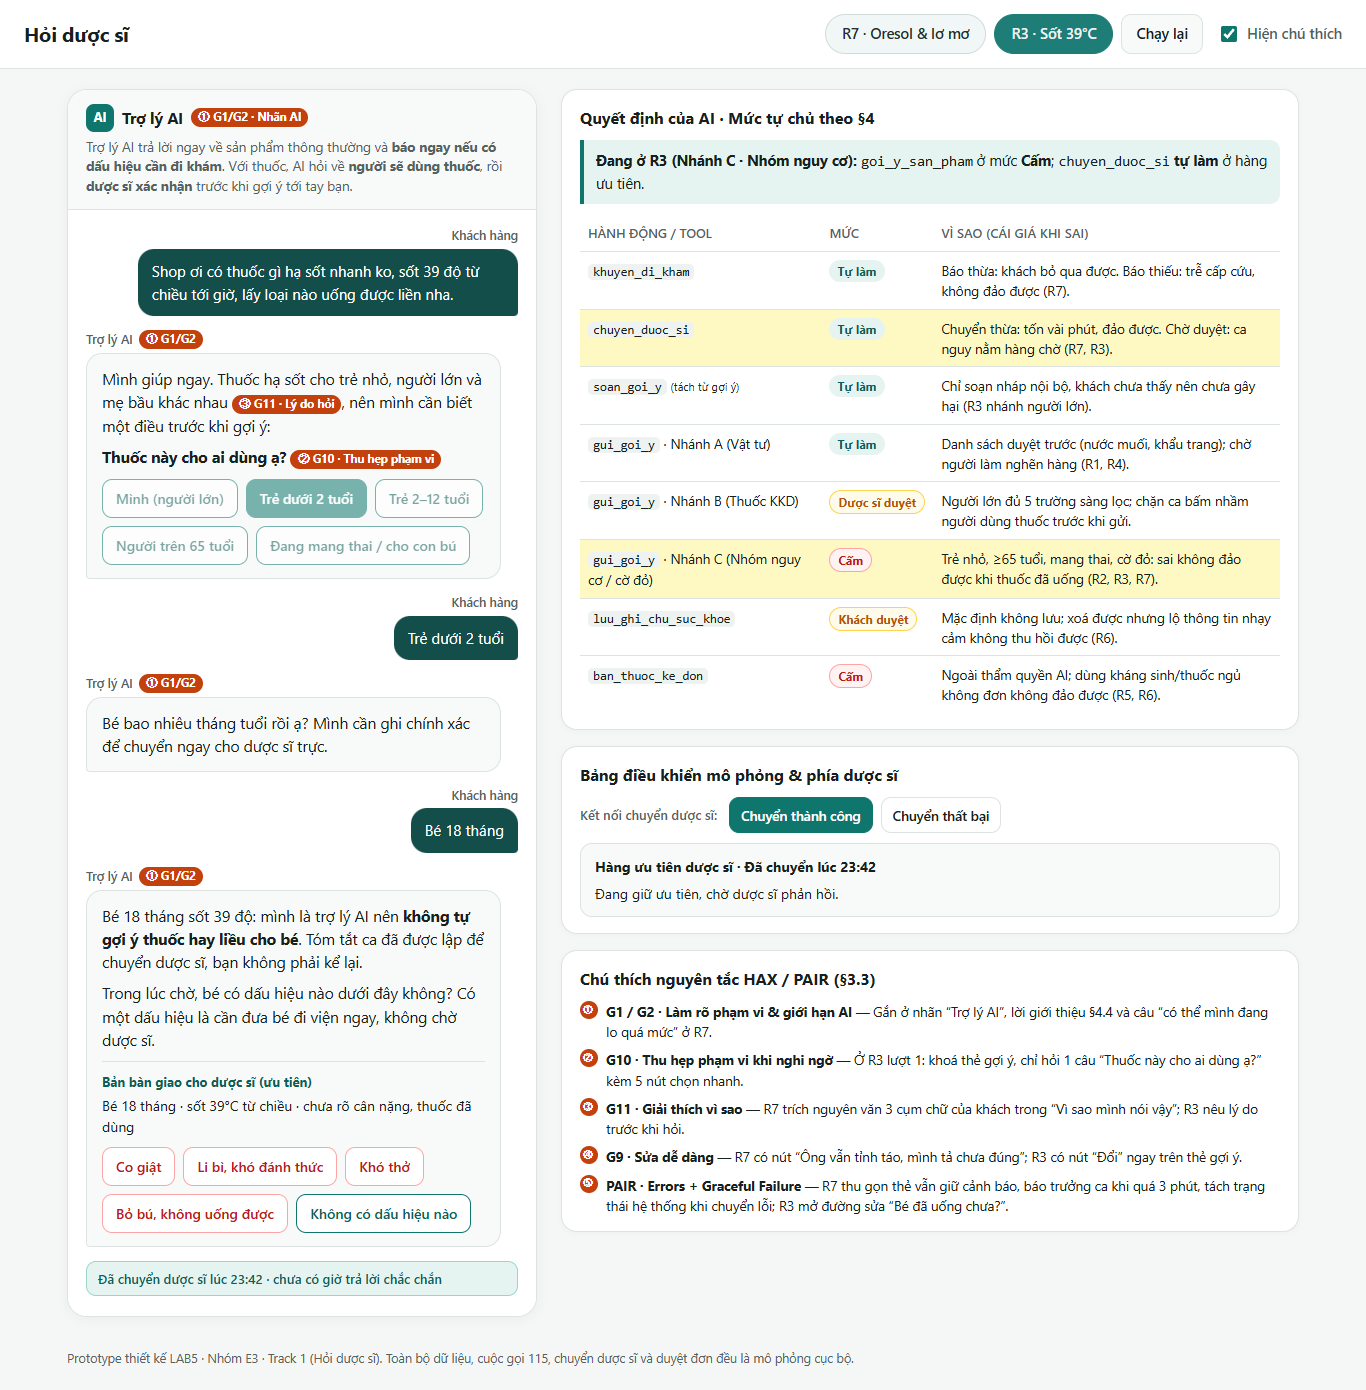 Hỏi dược sĩ
R7 · Oresol & lơ mơ
R3 · Sốt 39°C
Chạy lại
Hiện chú thích
AI
Trợ lý AI
① G1/G2 · Nhãn AI
Trợ lý AI trả lời ngay về sản phẩm thông thường và báo ngay nếu có
dấu hiệu cần đi khám. Với thuốc, AI hỏi về người sẽ dùng thuốc, rồi
dược sĩ xác nhận trước khi gợi ý tới tay bạn.
Khách hàng
Shop ơi có thuốc gì hạ sốt nhanh ko, sốt 39 độ từ
chiều tới giờ, lấy loại nào uống được liền nha.
Trợ lý AI ① G1/G2
Mình giúp ngay. Thuốc hạ sốt cho trẻ nhỏ, người lớn và
mẹ bầu khác nhau ③ G11 · Lý do hỏi , nên mình cần biết
một điều trước khi gợi ý:
Thuốc này cho ai dùng ạ? ② G10 · Thu hẹp phạm vi
Mình (người lớn)
Trẻ dưới 2 tuổi
Trẻ 2–12 tuổi
Người trên 65 tuổi
Đang mang thai / cho con bú
Khách hàng
Trẻ dưới 2 tuổi
Trợ lý AI ① G1/G2
Bé bao nhiêu tháng tuổi rồi ạ? Mình cần ghi chính xác
để chuyển ngay cho dược sĩ trực.
Khách hàng
Bé 18 tháng
Trợ lý AI ① G1/G2
Bé 18 tháng sốt 39 độ: mình là trợ lý AI nên không tự
gợi ý thuốc hay liều cho bé. Tóm tắt ca đã được lập để
chuyển dược sĩ, bạn không phải kể lại.
Trong lúc chờ, bé có dấu hiệu nào dưới đây không? Có
một dấu hiệu là cần đưa bé đi viện ngay, không chờ
dược sĩ.
Bản bàn giao cho dược sĩ (ưu tiên)
Bé 18 tháng · sốt 39°C từ chiều · chưa rõ cân nặng, thuốc đã
dùng
Co giật
Li bì, khó đánh thức
Khó thở
Bỏ bú, không uống được
Không có dấu hiệu nào
Đã chuyển dược sĩ lúc 23:42 · chưa có giờ trả lời chắc chắn
Quyết định của AI · Mức tự chủ theo §4
Đang ở R3 (Nhánh C · Nhóm nguy cơ): goi_y_san_pham ở mức Cấm; chuyen_duoc_si tự làm ở hàng
ưu tiên.
HÀNH ĐỘNG / TOOL
MỨC
VÌ SAO (CÁI GIÁ KHI SAI)
khuyen_di_kham
Tự làm
Báo thừa: khách bỏ qua được. Báo thiếu: trễ cấp cứu,
không đảo được (R7).
chuyen_duoc_si
Tự làm
Chuyển thừa: tốn vài phút, đảo được. Chờ duyệt: ca
nguy nằm hàng chờ (R7, R3).
soan_goi_y (tách từ gợi ý)
Tự làm
Chỉ soạn nháp nội bộ, khách chưa thấy nên chưa gây
hại (R3 nhánh người lớn).
gui_goi_y · Nhánh A (Vật tư)
Tự làm
Danh sách duyệt trước (nước muối, khẩu trang); chờ
người làm nghẽn hàng (R1, R4).
gui_goi_y · Nhánh B (Thuốc KKD)
Dược sĩ duyệt
Người lớn đủ 5 trường sàng lọc; chặn ca bấm nhầm
người dùng thuốc trước khi gửi.
gui_goi_y · Nhánh C (Nhóm nguy
cơ / cờ đỏ)
Cấm
Trẻ nhỏ, ≥65 tuổi, mang thai, cờ đỏ: sai không đảo
được khi thuốc đã uống (R2, R3, R7).
luu_ghi_chu_suc_khoe
Khách duyệt
Mặc định không lưu; xoá được nhưng lộ thông tin nhạy
cảm không thu hồi được (R6).
ban_thuoc_ke_don
Cấm
Ngoài thẩm quyền AI; dùng kháng sinh/thuốc ngủ
không đơn không đảo được (R5, R6).
Bảng điều khiển mô phỏng & phía dược sĩ
Kết nối chuyển dược sĩ:
Chuyển thành công
Chuyển thất bại
Hàng ưu tiên dược sĩ · Đã chuyển lúc 23:42
Đang giữ ưu tiên, chờ dược sĩ phản hồi.
Chú thích nguyên tắc HAX / PAIR (§3.3)
① G1 / G2 · Làm rõ phạm vi & giới hạn AI — Gắn ở nhãn “Trợ lý AI”, lời giới thiệu §4.4 và câu “có thể mình đang
lo quá mức” ở R7.
② G10 · Thu hẹp phạm vi khi nghi ngờ — Ở R3 lượt 1: khoá thẻ gợi ý, chỉ hỏi 1 câu “Thuốc này cho ai dùng ạ?”
kèm 5 nút chọn nhanh.
③ G11 · Giải thích vì sao — R7 trích nguyên văn 3 cụm chữ của khách trong “Vì sao mình nói vậy”; R3 nêu lý do
trước khi hỏi.
④ G9 · Sửa dễ dàng — R7 có nút “Ông vẫn tỉnh táo, mình tả chưa đúng”; R3 có nút “Đổi” ngay trên thẻ gợi ý.
⑤ PAIR · Errors + Graceful Failure — R7 thu gọn thẻ vẫn giữ cảnh báo, báo trưởng ca khi quá 3 phút, tách trạng
thái hệ thống khi chuyển lỗi; R3 mở đường sửa “Bé đã uống chưa?”.
Prototype thiết kế LAB5 · Nhóm E3 · Track 1 (Hỏi dược sĩ). Toàn bộ dữ liệu, cuộc gọi 115, chuyển dược sĩ và duyệt đơn đều là mô phỏng cục bộ.